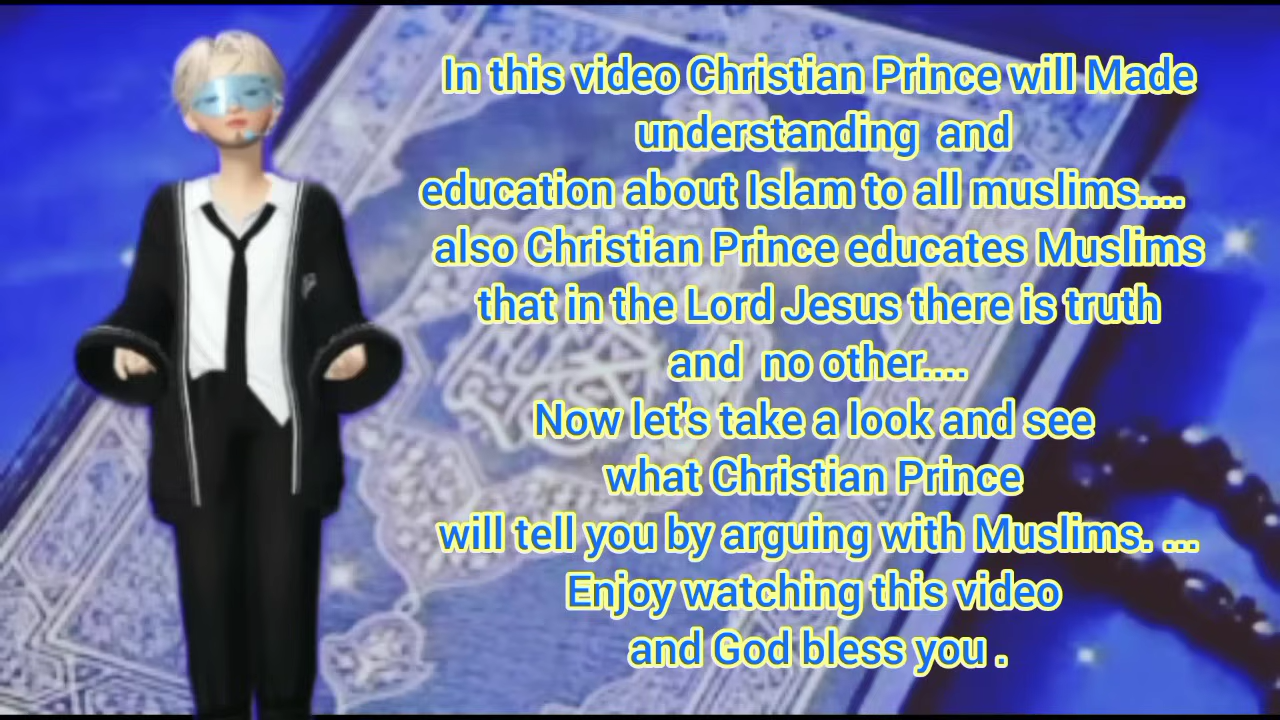 In this video Christian Prince will Made
understanding and
education about Islam to all muslims....
also Christian Prince educates Muslims
that in the Lord Jesus there is truth
and no other....
Now let's take a look and see
what Christian Prince
will tell you by arguing with Muslims. ...
Enjoy watching this video
and God bless you .